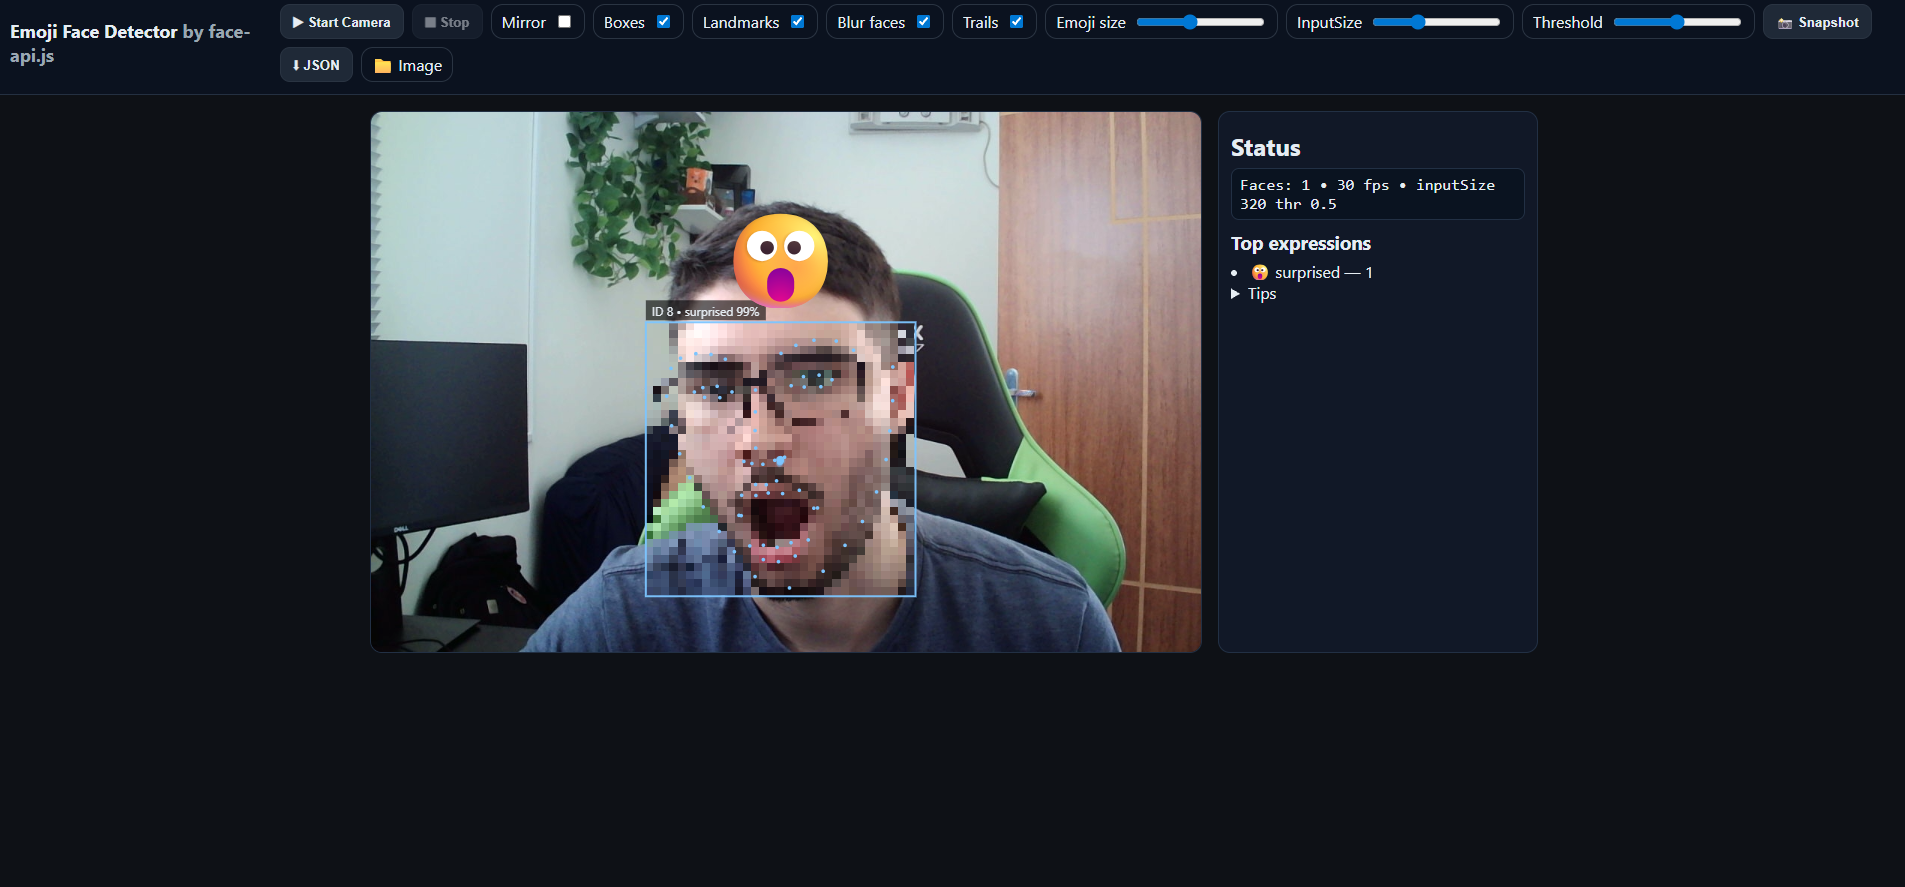 Emoji Face Detector by face-
api.js
▶ Start Camera
Stop
Mirror
Boxes
Landmarks
Blur faces
Trails
Emoji size
InputSize
Threshold
Snapshot
⬇ JSON
Image
DELL
ID 8 • surprised 99%
Status
Faces: 1 • 30 fps • inputSize
320 thr 0.5
Top expressions
• 😲 surprised — 1
▶ Tips